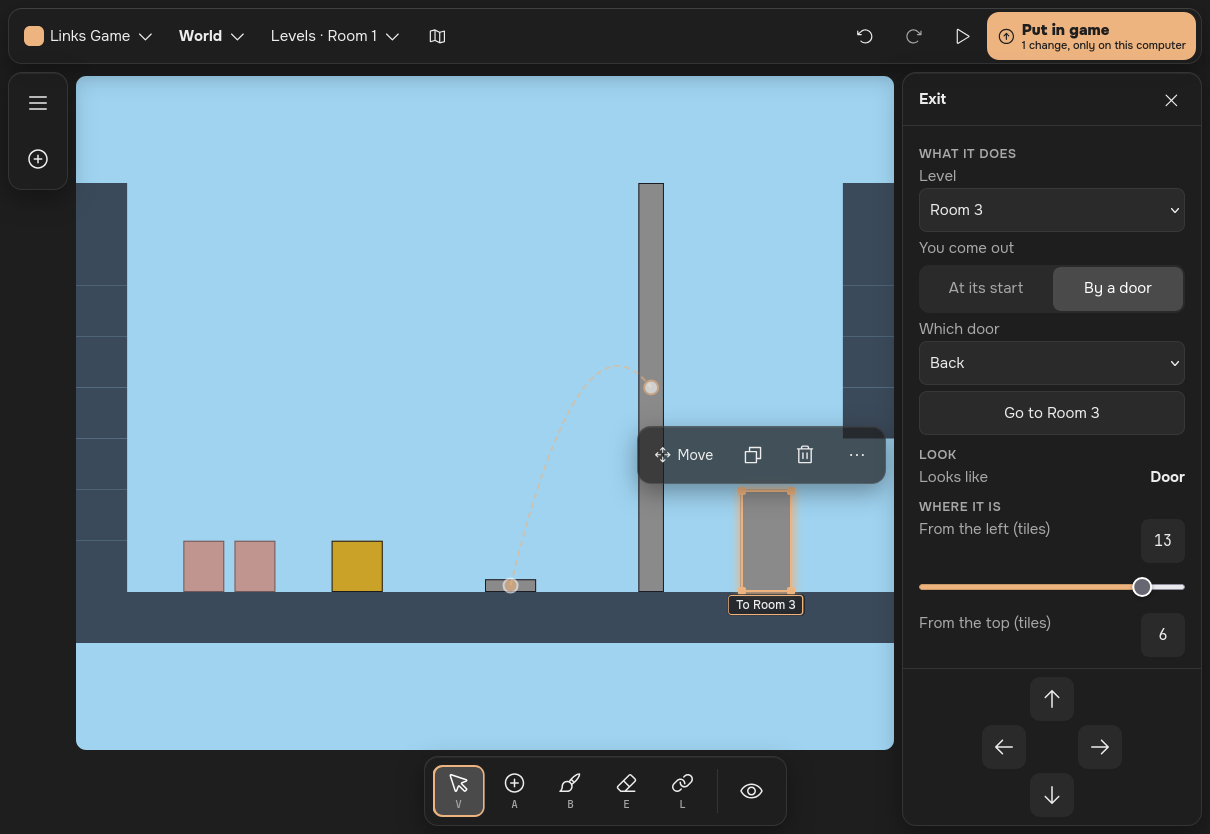 Links Game
World
Levels · Room 1
Put in game
1 change, only on this computer
Exit
WHAT IT DOES
Level
Room 3
You come out
At its start
By a door
Which door
Back
Go to Room 3
LOOK
Looks like
Door
WHERE IT IS
From the left (tiles)
13
From the top (tiles)
6
Move
To Room 3
V
A
B
E
L